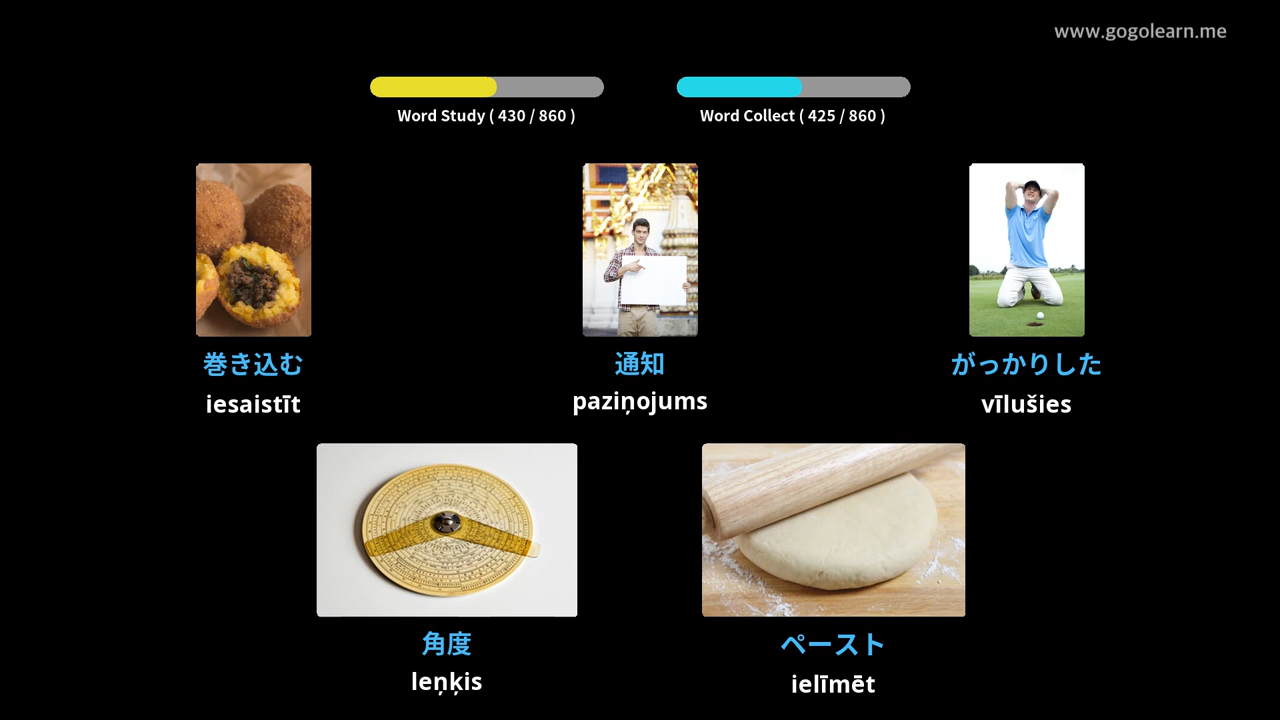 www.gogolearn.me
Word Study ( 430 / 860 )
Word Collect ( 425 / 860 )
巻き込む
iesaistīt
通知
paziņojums
がっかりした
vīlušies
角度
leņķis
ペースト
ielīmēt